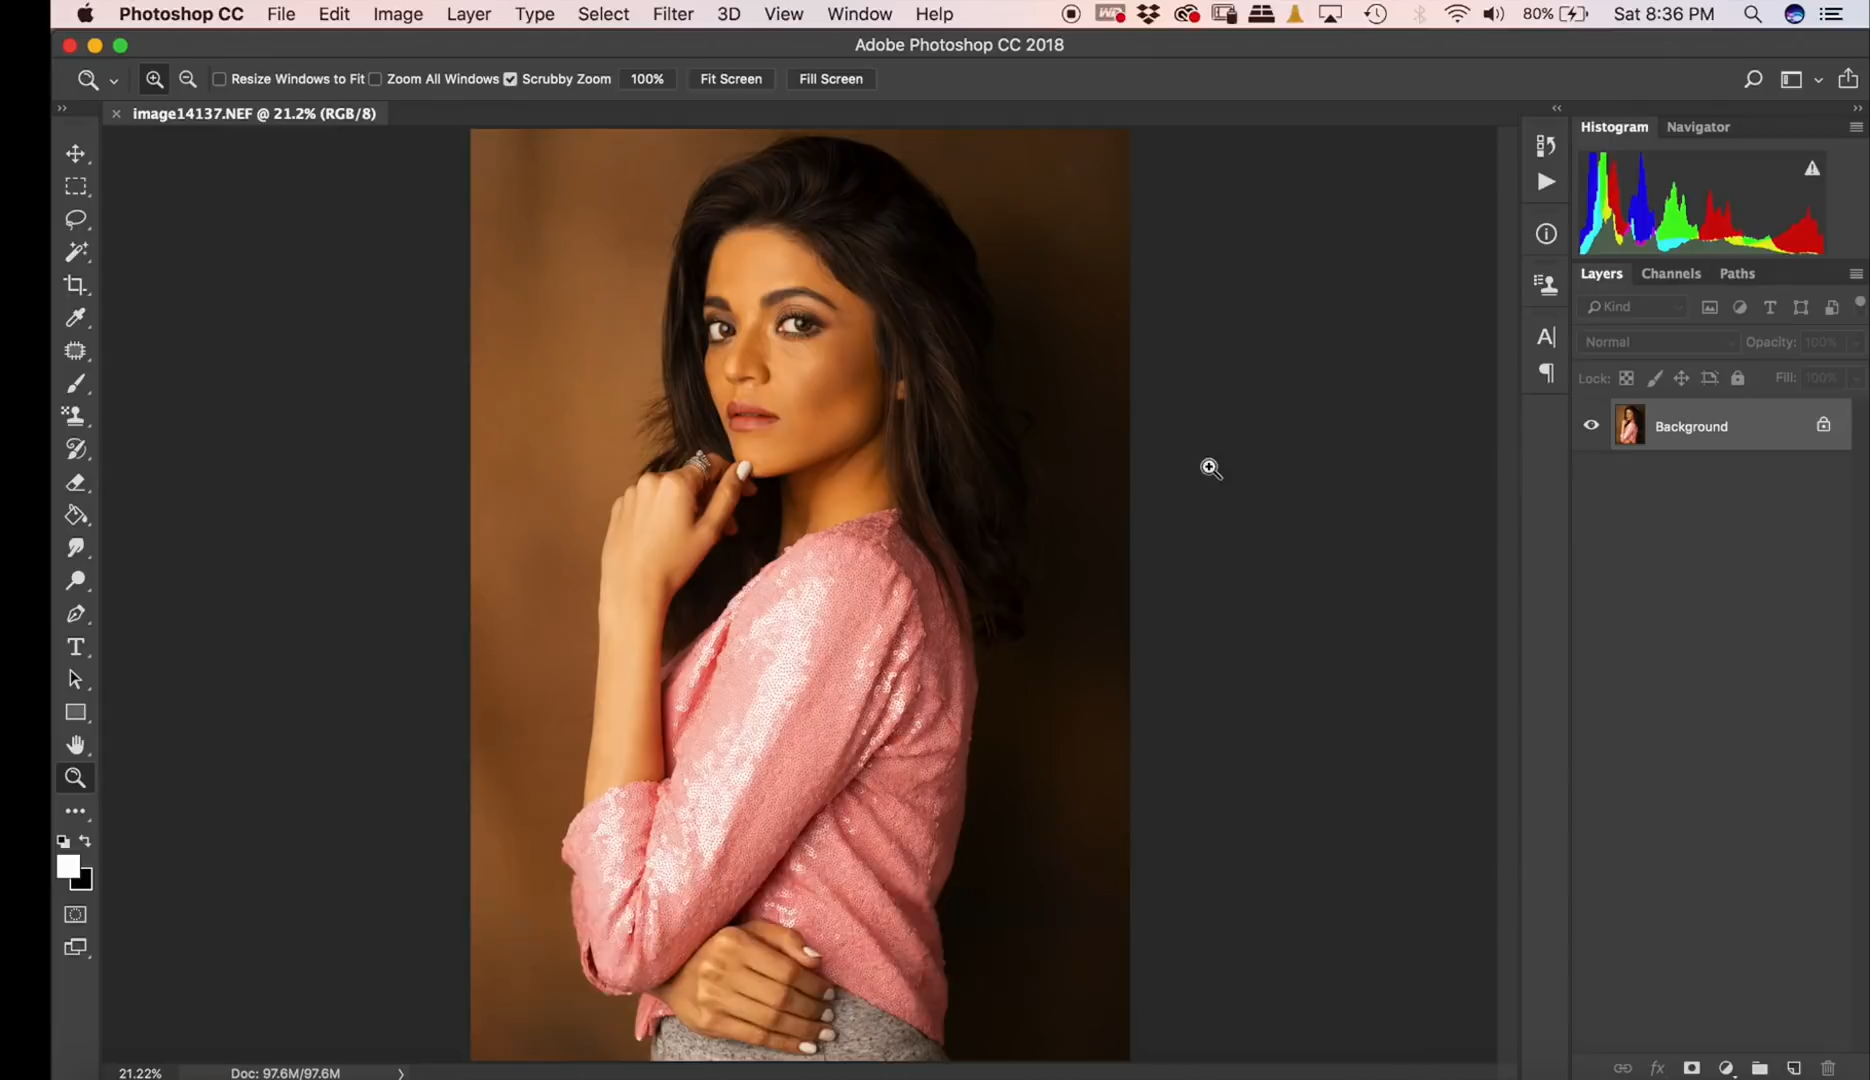 Photoshop CC File Edit Image Layer Type Select Filter 3D View Window Help 80% Sat 8:36 PM
Adobe Photoshop CC 2018
Resize Windows to Fit Zoom All Windows Scrubby Zoom 100% Fit Screen Fill Screen
image14137.NEF @ 21.2% (RGB/8)
Histogram Navigator
Layers Channels Paths
Kind
Normal Opacity: 100%
Lock: Fill: 100%
Background
21.22% Doc: 97.6M/97.6M